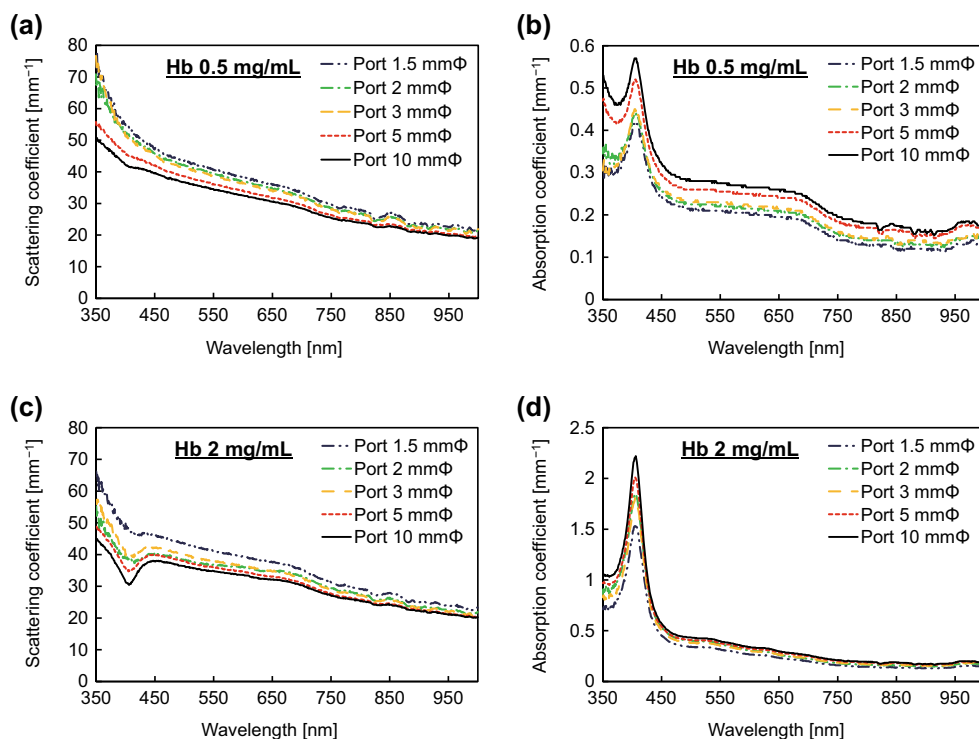 (a)
Scattering coefficient [mm⁻¹]
80
70
60
50
40
30
20
10
0
Hb 0.5 mg/mL
Port 1.5 mmΦ
Port 2 mmΦ
Port 3 mmΦ
Port 5 mmΦ
Port 10 mmΦ
350 450 550 650 750 850 950
Wavelength [nm]
(b)
Absorption coefficient [mm⁻¹]
0.6
0.5
0.4
0.3
0.2
0.1
0
Hb 0.5 mg/mL
Port 1.5 mmΦ
Port 2 mmΦ
Port 3 mmΦ
Port 5 mmΦ
Port 10 mmΦ
350 450 550 650 750 850 950
Wavelength [nm]
(c)
Scattering coefficient [mm⁻¹]
80
70
60
50
40
30
20
10
0
Hb 2 mg/mL
Port 1.5 mmΦ
Port 2 mmΦ
Port 3 mmΦ
Port 5 mmΦ
Port 10 mmΦ
350 450 550 650 750 850 950
Wavelength [nm]
(d)
Absorption coefficient [mm⁻¹]
2.5
2
1.5
1
0.5
0
Hb 2 mg/mL
Port 1.5 mmΦ
Port 2 mmΦ
Port 3 mmΦ
Port 5 mmΦ
Port 10 mmΦ
350 450 550 650 750 850 950
Wavelength [nm]